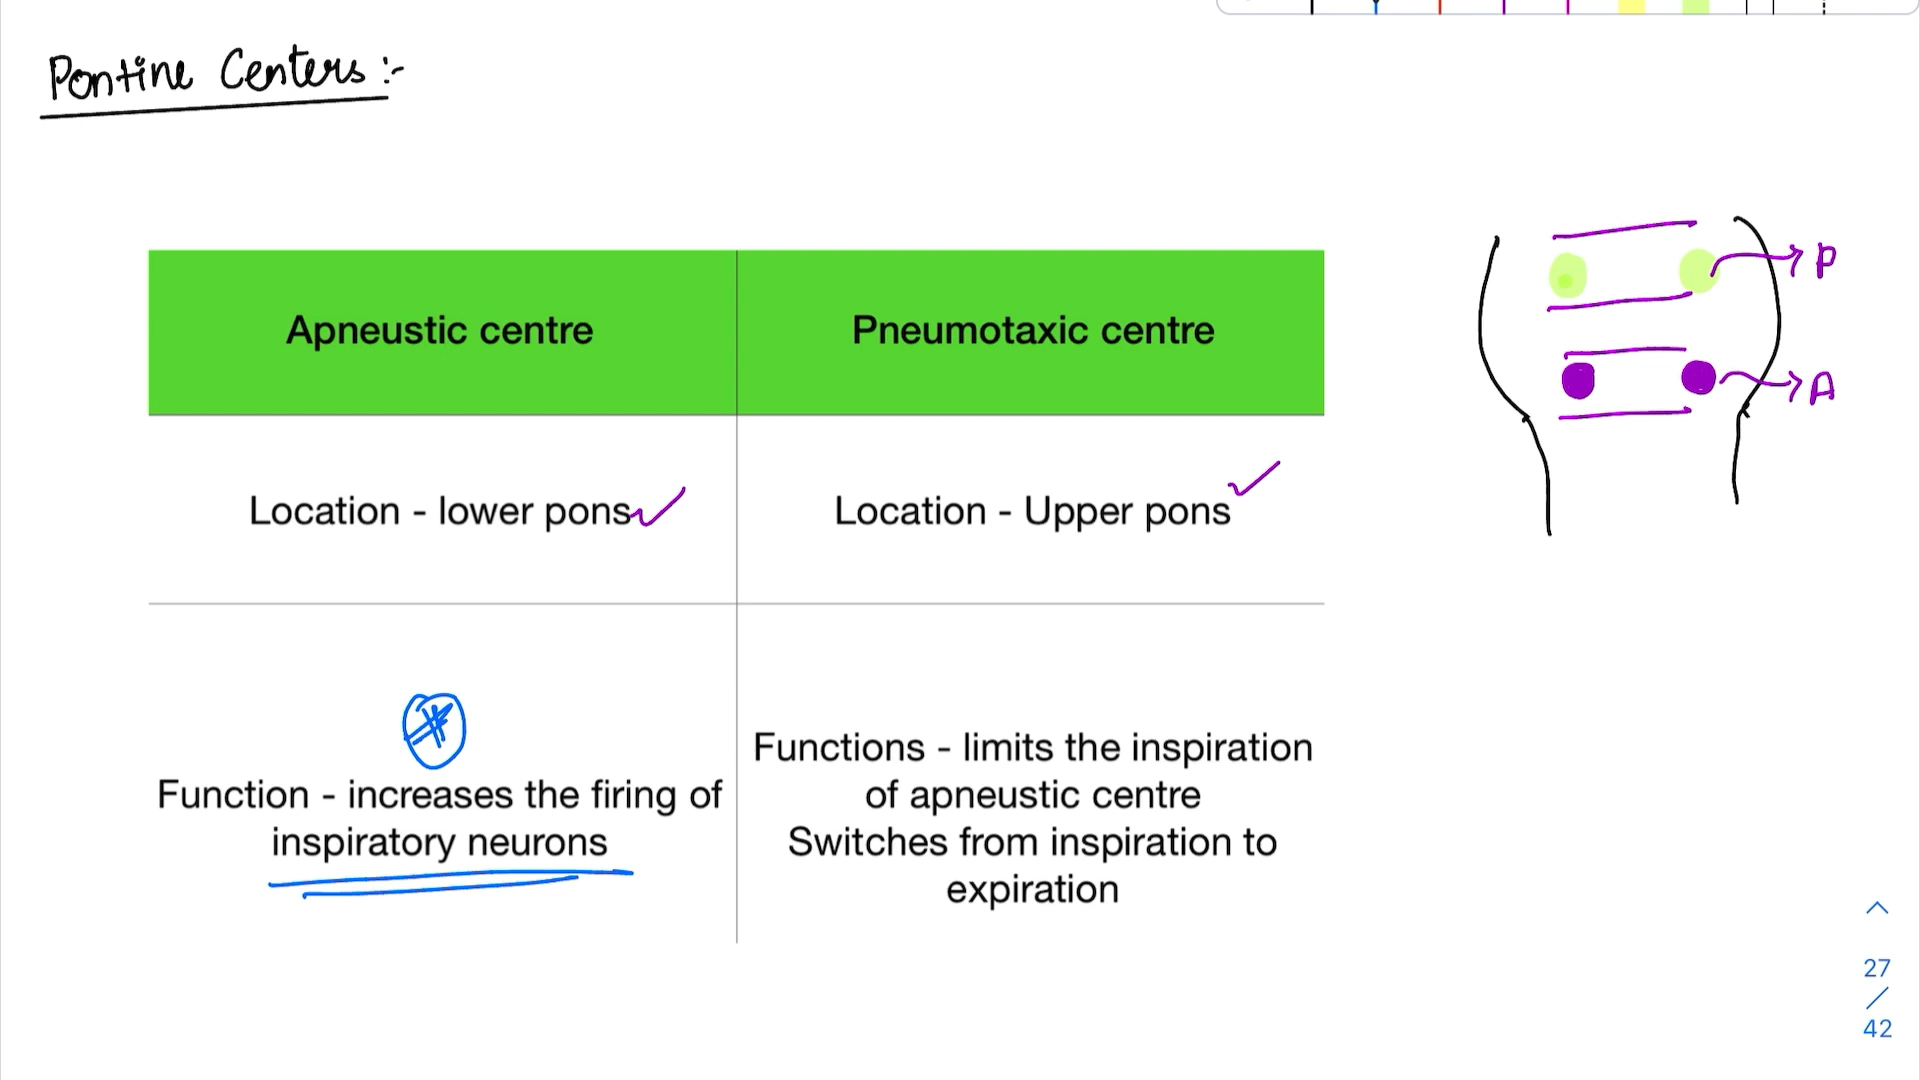 Pontine Centers :-
Apneustic centre
Pneumotaxic centre
Location - lower pons
Location - Upper pons
Function - increases the firing of
inspiratory neurons
Functions - limits the inspiration
of apneustic centre
Switches from inspiration to
expiration
P
A
27
/
42